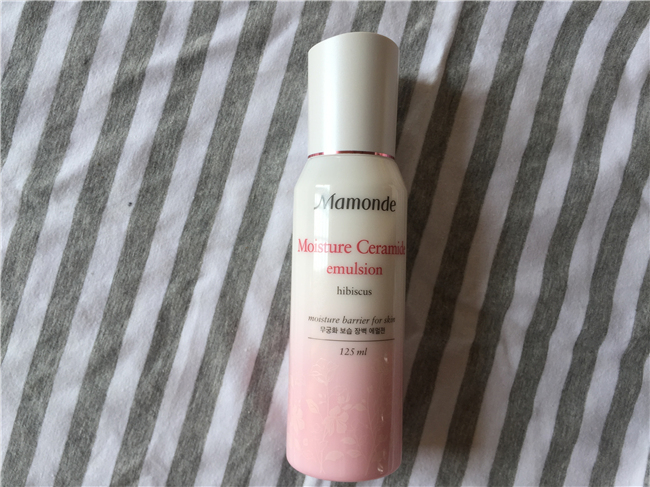 Mamonde
Moisture Ceramide
emulsion
hibiscus
moisture barrier for skin
무궁화 보습 장벽 에멀전
125 ml